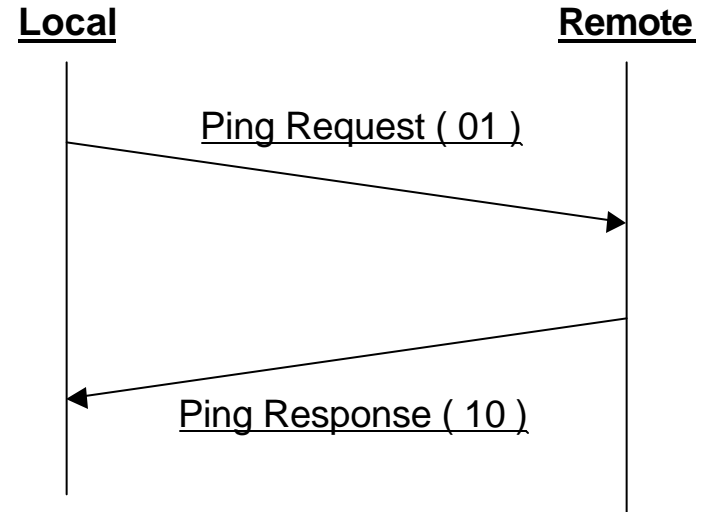 Local Remote
Ping Request ( 01 )
Ping Response ( 10 )